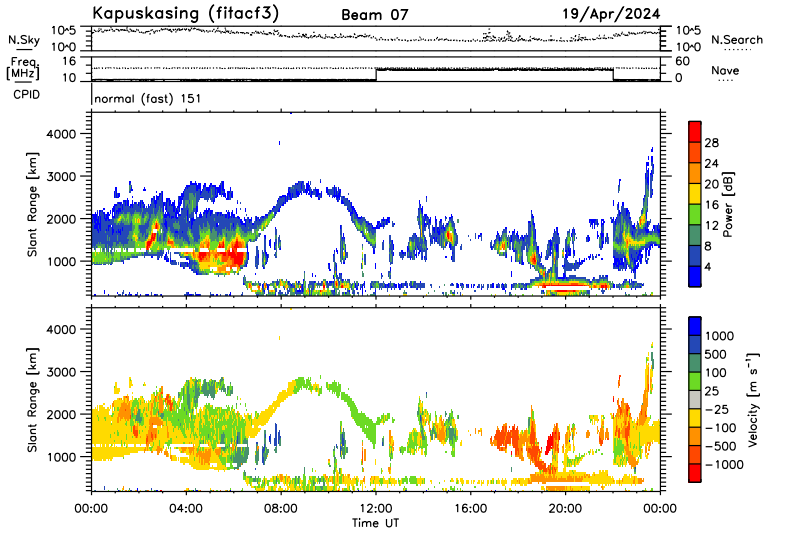 Kapuskasing (fitacf3) Beam 07 19/Apr/2024
N.Sky 10^5 10^0 10^5 10^0 N.Search
Freq. [MHz] 16 10 60 0 Nave
CPID normal (fast) 151
Slant Range [km] 4000 3000 2000 1000
Power [dB] 28 24 20 16 12 8 4
Slant Range [km] 4000 3000 2000 1000
Velocity [m s⁻¹] 1000 500 100 25 −25 −100 −500 −1000
00:00 04:00 08:00 12:00 16:00 20:00 00:00
Time UT